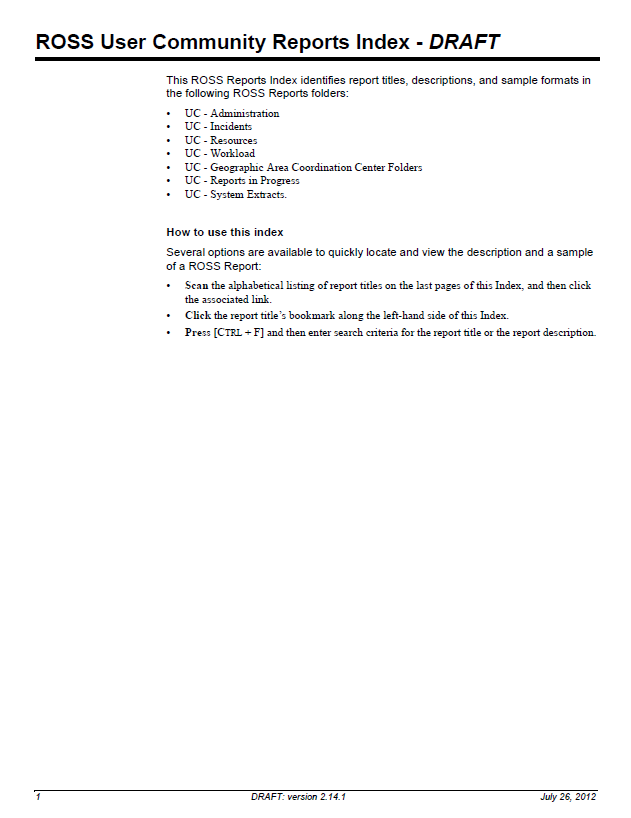 ROSS User Community Reports Index - DRAFT
This ROSS Reports Index identifies report titles, descriptions, and sample formats in
the following ROSS Reports folders:
• UC - Administration
• UC - Incidents
• UC - Resources
• UC - Workload
• UC - Geographic Area Coordination Center Folders
• UC - Reports in Progress
• UC - System Extracts.
How to use this index
Several options are available to quickly locate and view the description and a sample
of a ROSS Report:
• Scan the alphabetical listing of report titles on the last pages of this Index, and then click
the associated link.
• Click the report title’s bookmark along the left-hand side of this Index.
• Press [CTRL + F] and then enter search criteria for the report title or the report description.
1 DRAFT: version 2.14.1 July 26, 2012